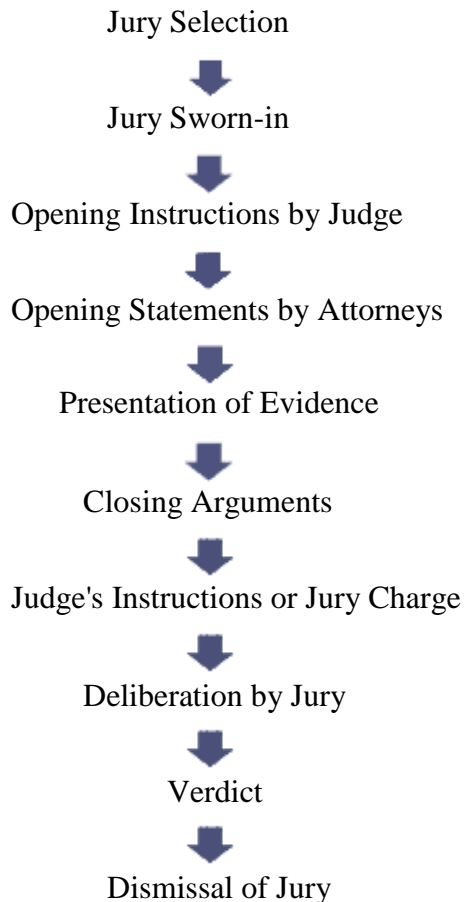 Jury Selection
Jury Sworn-in
Opening Instructions by Judge
Opening Statements by Attorneys
Presentation of Evidence
Closing Arguments
Judge's Instructions or Jury Charge
Deliberation by Jury
Verdict
Dismissal of Jury